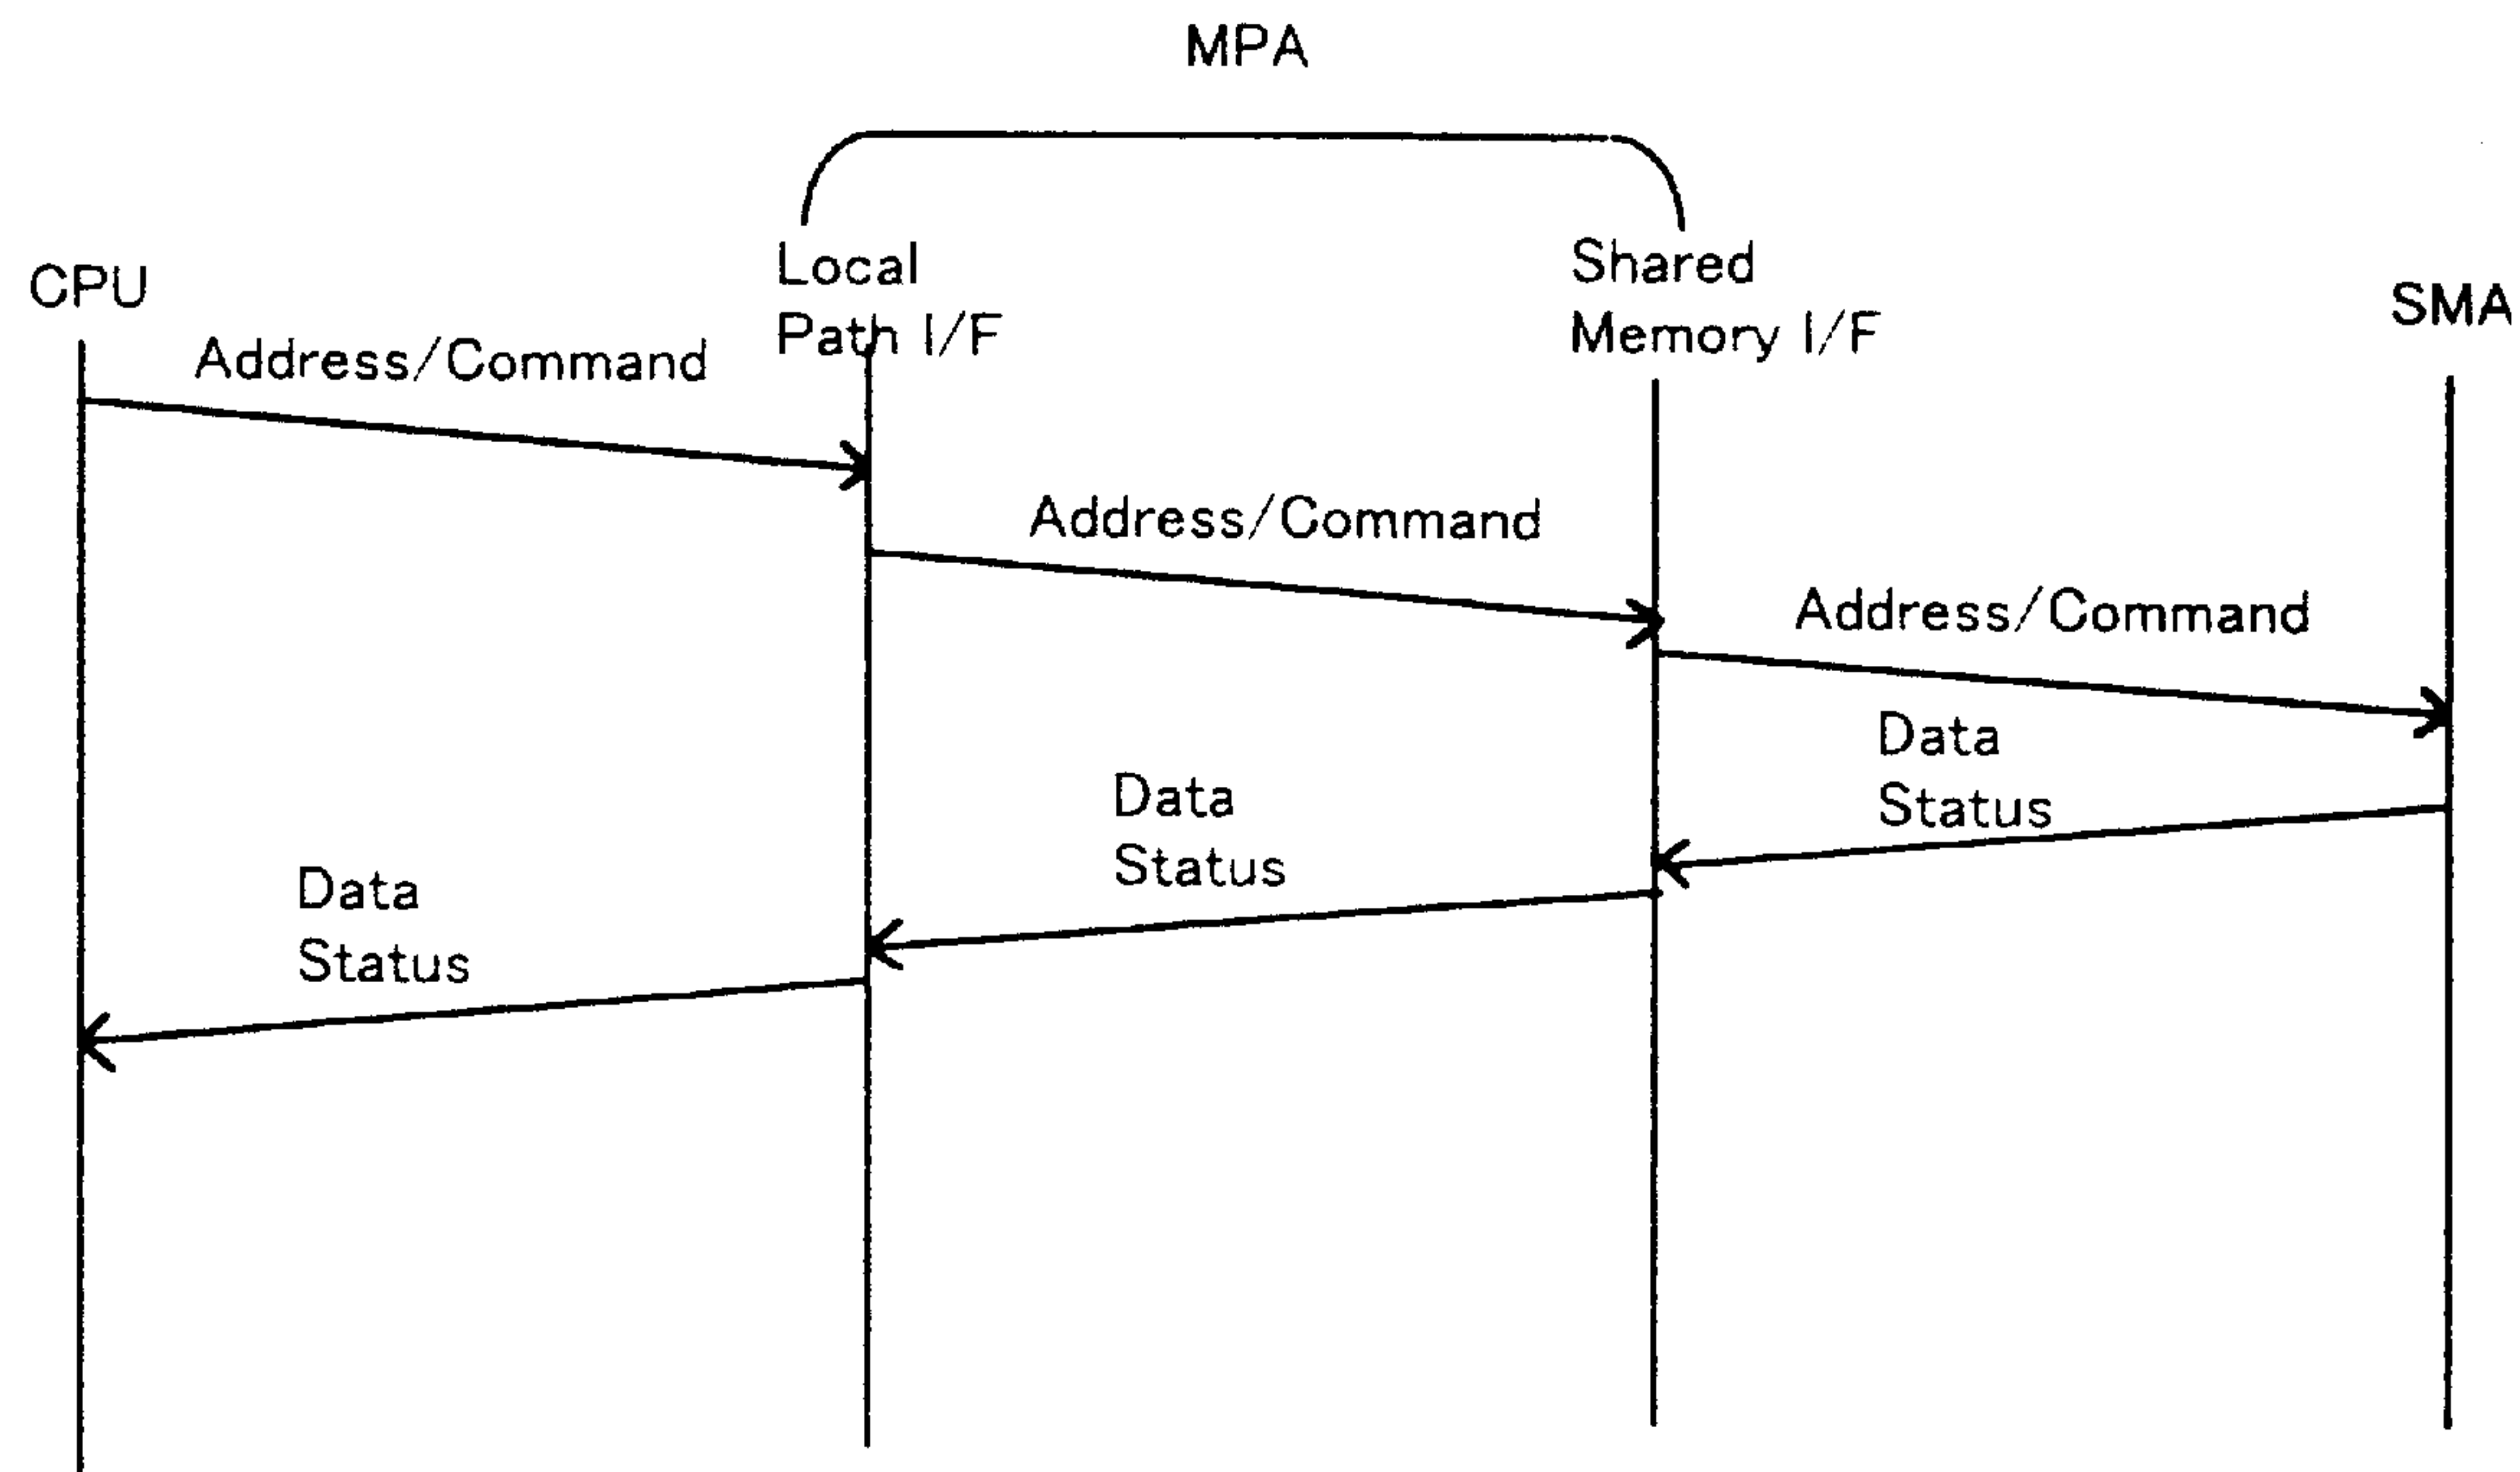 MPA
CPU
Local
Path I/F
Shared
Memory I/F
SMA
Address/Command
Address/Command
Address/Command
Data
Status
Data
Status
Data
Status